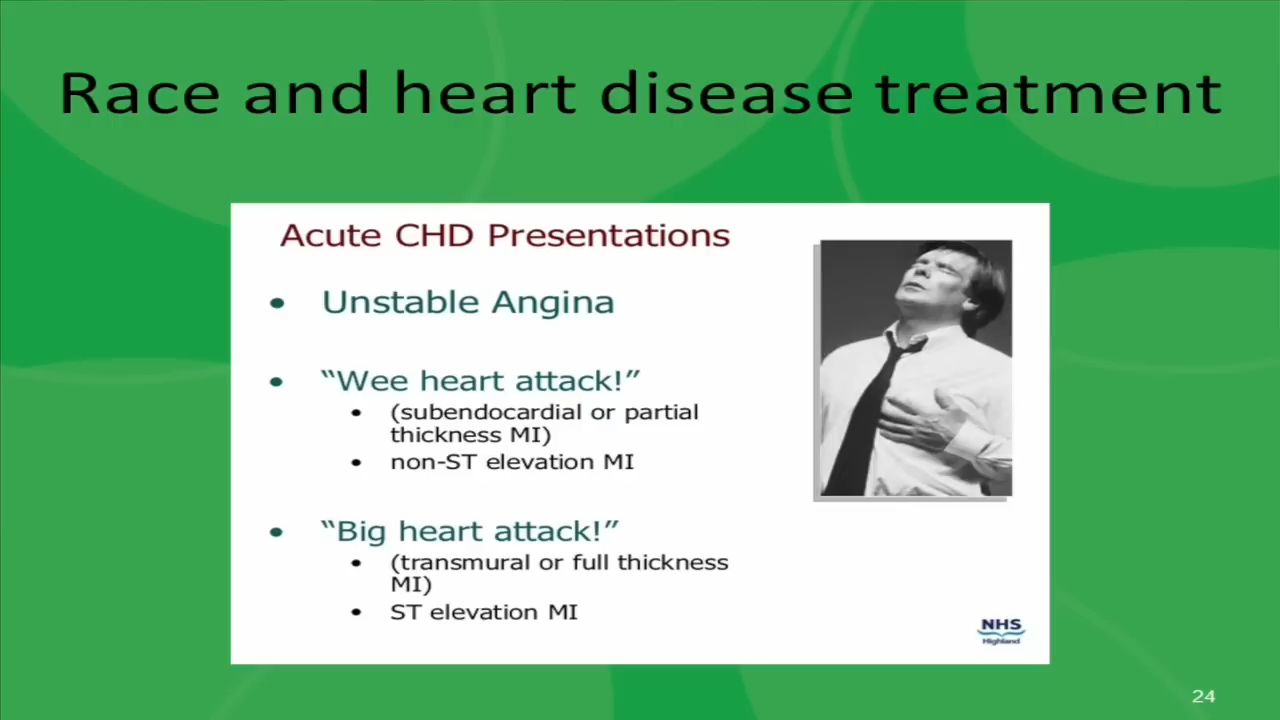 Race and heart disease treatment
Acute CHD Presentations
• Unstable Angina
• “Wee heart attack!”
• (subendocardial or partial
thickness MI)
• non-ST elevation MI
• “Big heart attack!”
• (transmural or full thickness
MI)
• ST elevation MI
NHS
Highland
24